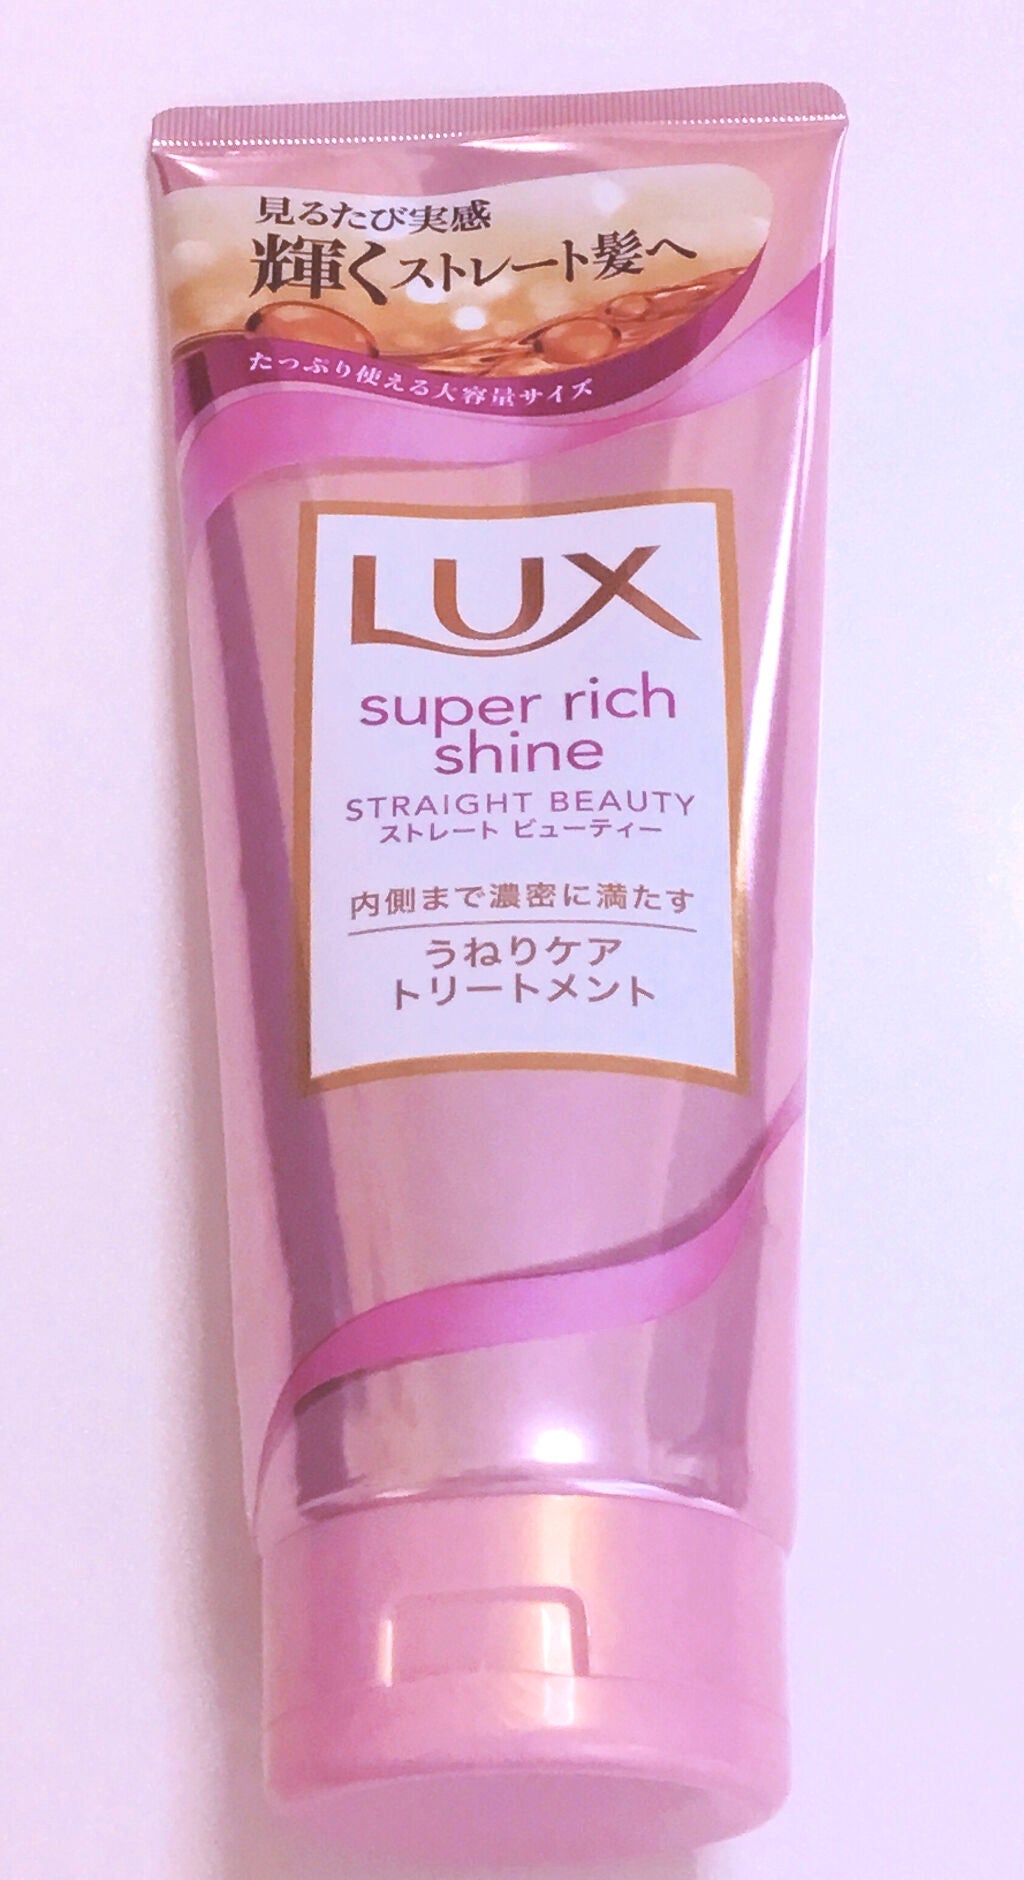 見るたび実感
輝くストレート髪へ
たっぷり使える大容量サイズ
LUX
super rich
shine
STRAIGHT BEAUTY
ストレート ビューティー
内側まで濃密に満たす
うねりケア
トリートメント